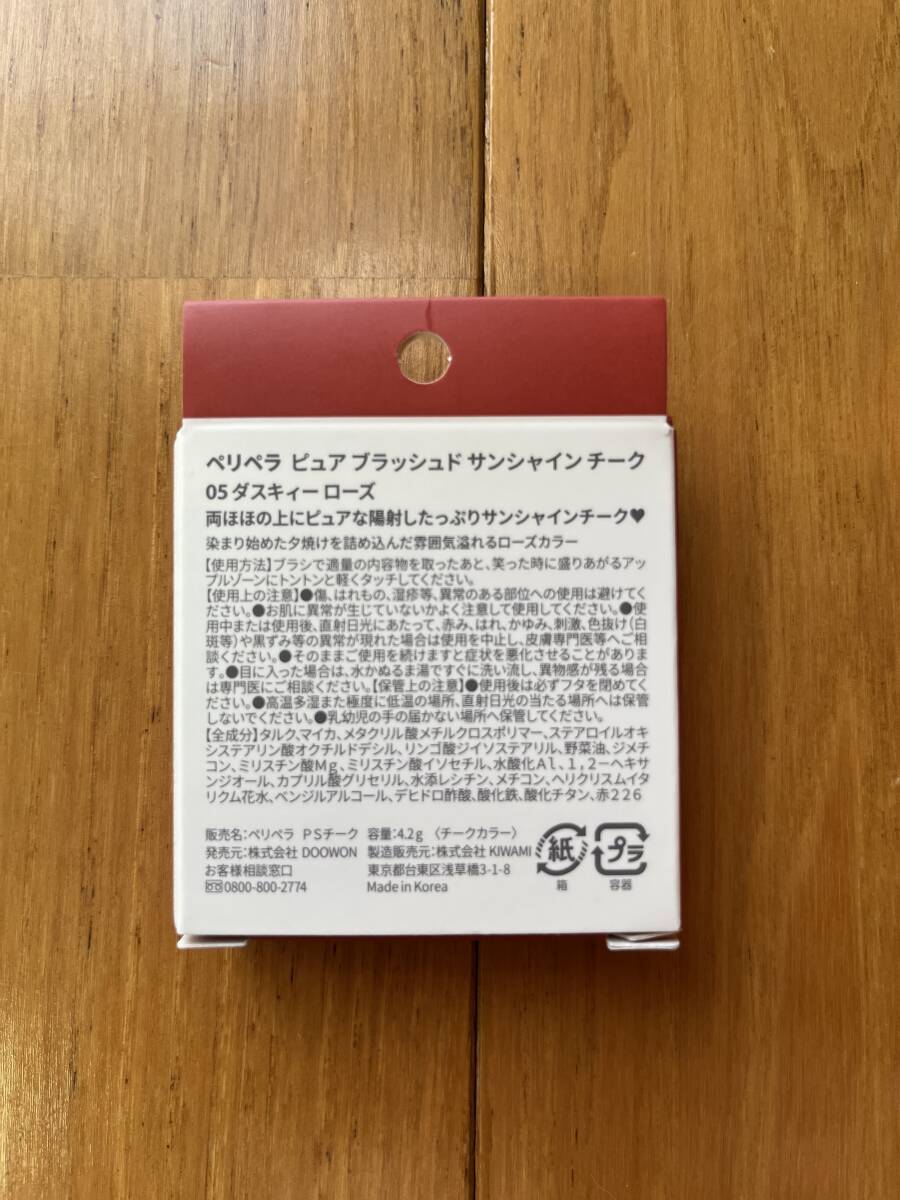 ペリペラ ピュア ブラッシュド サンシャイン チーク
05 ダスキィー ローズ
両ほほの上にピュアな陽射したっぷりサンシャインチーク♥
染まり始めた夕焼けを詰め込んだ雰囲気溢れるローズカラー
【使用方法】ブラシで適量の内容物を取ったあと、笑った時に盛りあがるアッ
プルゾーンにトントンと軽くタッチしてください。
【使用上の注意】●傷、はれもの、湿疹等、異常のある部位への使用は避けてく
ださい。●お肌に異常が生じていないかよく注意して使用してください。●使
用中または使用後、直射日光にあたって、赤み、はれ、かゆみ、刺激、色抜け(白
斑等)や黒ずみ等の異常が現れた場合は使用を中止し、皮膚専門医等へご相
談ください。●そのままご使用を続けますと症状を悪化させることがありま
す。●目に入った場合は、水かぬるま湯ですぐに洗い流し、異物感が残る場合
は専門医にご相談ください。【保管上の注意】●使用後は必ずフタを閉めてく
ださい。●高温多湿また極度に低温の場所、直射日光の当たる場所へは保管
しないでください。●乳幼児の手の届かない場所へ保管してください。
【全成分】タルク、マイカ、メタクリル酸メチルクロスポリマー、ステアロイルオキ
システアリン酸オクチルドデシル、リンゴ酸ジイソステアリル、野菜油、ジメチ
コン、ミリスチン酸Mg、ミリスチン酸イソセチル、水酸化Al、1,2-ヘキサ
ンジオール、カプリル酸グリセリル、水添レシチン、メチコン、ヘリクリスムイタ
リクム花水、ベンジルアルコール、デヒドロ酢酸、酸化鉄、酸化チタン、赤226
販売名:ペリペラ PSチーク 容量:4.2g 〈チークカラー〉
発売元:株式会社 DOOWON 製造販売元:株式会社 KIWAMI
お客様相談窓口 東京都台東区浅草橋3-1-8
0800-800-2774 Made in Korea
紙 プラ
箱 容器